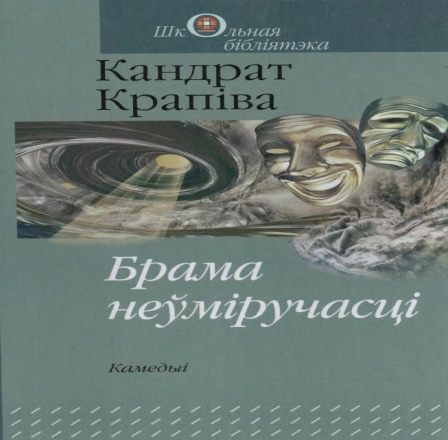 Школьная
бібліятэка
Кандрат
Крапіва
Брама
неўміручасці
Камедыі